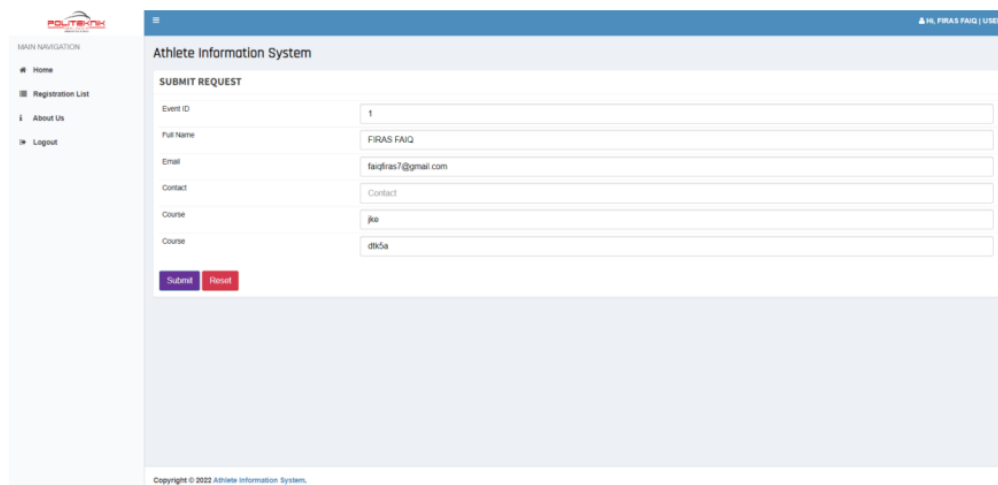 POLITEKNIK
☰
HI, FIRAS FAIQ | USER
MAIN NAVIGATION
Home
Registration List
About Us
Logout
Athlete Information System
SUBMIT REQUEST
Event ID
1
Full Name
FIRAS FAIQ
Email
faiqfiras7@gmail.com
Contact
Contact
Course
jke
Course
dtk5a
Submit Reset
Copyright © 2022 Athlete Information System.